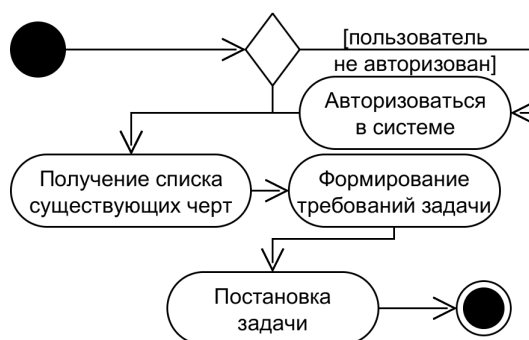 [пользователь
не авторизован]
Авторизоваться
в системе
Получение списка
существующих черт
Формирование
требований задачи
Постановка
задачи